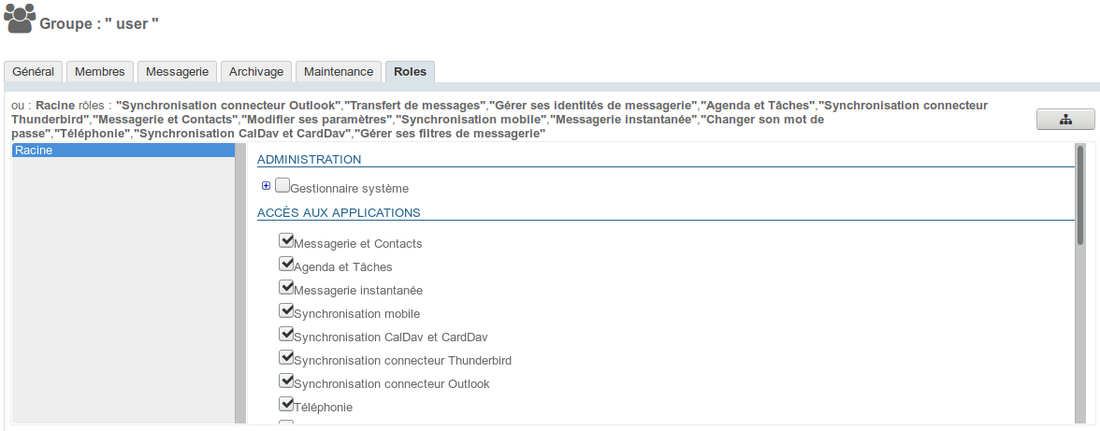 Groupe : " user "
Général Membres Messagerie Archivage Maintenance Roles
ou : Racine rôles : "Synchronisation connecteur Outlook","Transfert de messages","Gérer ses identités de messagerie","Agenda et Tâches","Synchronisation connecteur
Thunderbird","Messagerie et Contacts","Modifier ses paramètres","Synchronisation mobile","Messagerie instantanée","Changer son mot de
passe","Téléphonie","Synchronisation CalDav et CardDav","Gérer ses filtres de messagerie"
Racine
ADMINISTRATION
Gestionnaire système
ACCÈS AUX APPLICATIONS
Messagerie et Contacts
Agenda et Tâches
Messagerie instantanée
Synchronisation mobile
Synchronisation CalDav et CardDav
Synchronisation connecteur Thunderbird
Synchronisation connecteur Outlook
Téléphonie